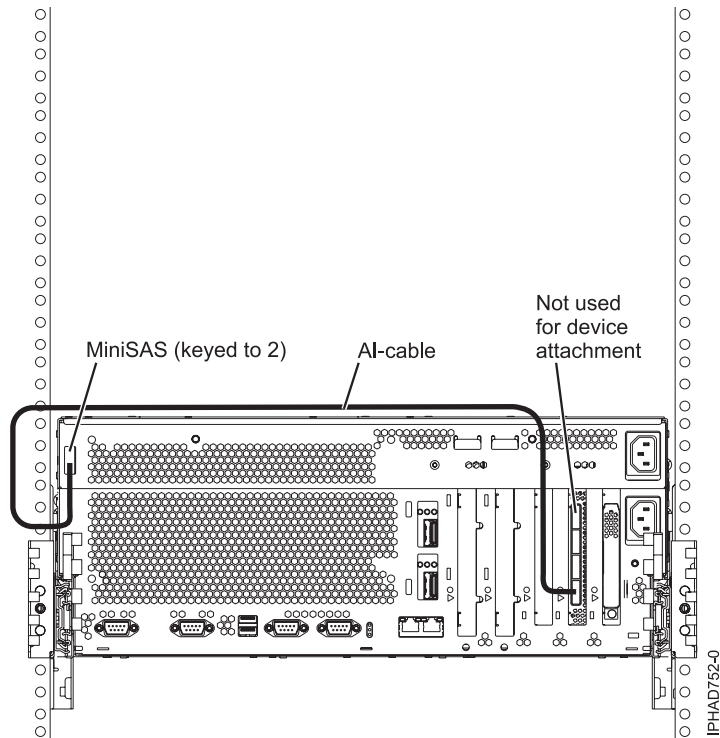 Not used
for device
attachment
MiniSAS (keyed to 2)
AI-cable
IPHAD752-0